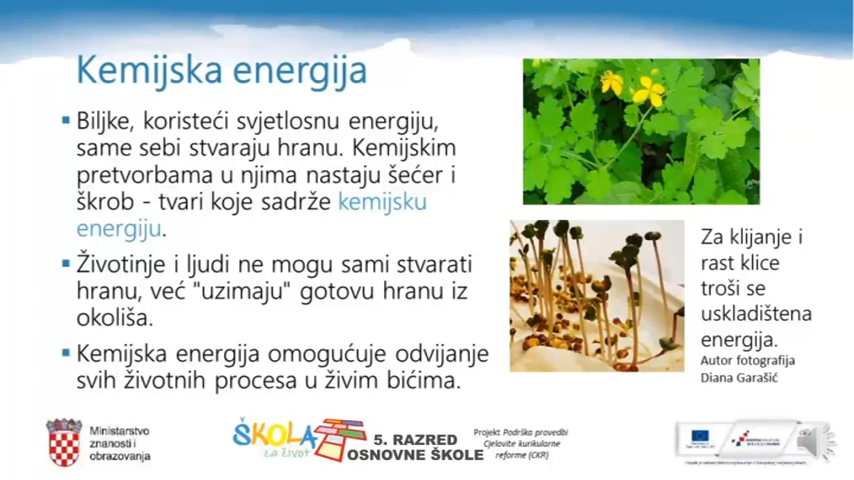 Kemijska energija
Biljke, koristeći svjetlosnu energiju,
same sebi stvaraju hranu. Kemijskim
pretvorbama u njima nastaju šećer i
škrob - tvari koje sadrže kemijsku
energiju.
Životinje i ljudi ne mogu sami stvarati
hranu, već "uzimaju" gotovu hranu iz
okoliša.
Kemijska energija omogućuje odvijanje
svih životnih procesa u živim bićima.
Za klijanje i
rast klice
troši se
uskladištena
energija.
Autor fotografija
Diana Garašić
Ministarstvo
znanosti i
obrazovanja
ŠKOLA
za život
5. RAZRED
OSNOVNE ŠKOLE
Projekt Podrška provedbi
Cjelovite kurikularne
reforme (CKR)